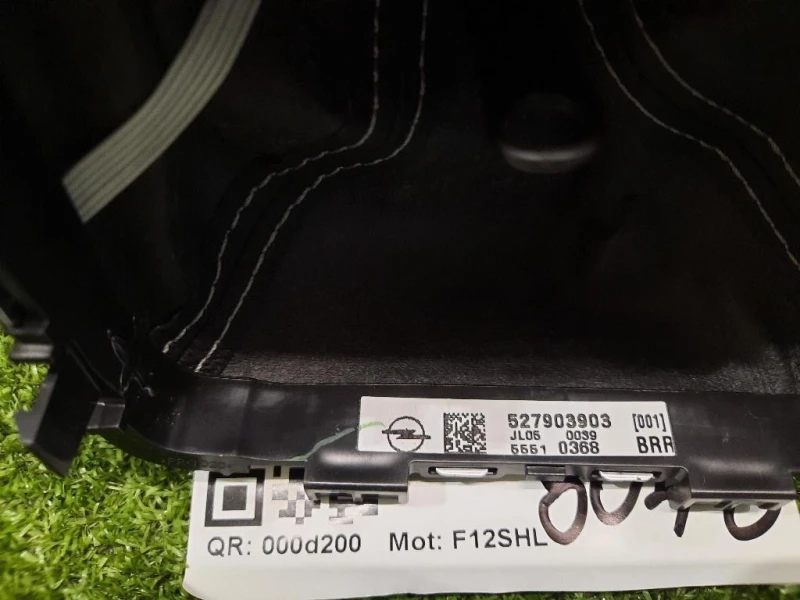 527903903 [001]
JL05 0039
5551 0368 BRR
QR: 000d200 Mot: F12SHL